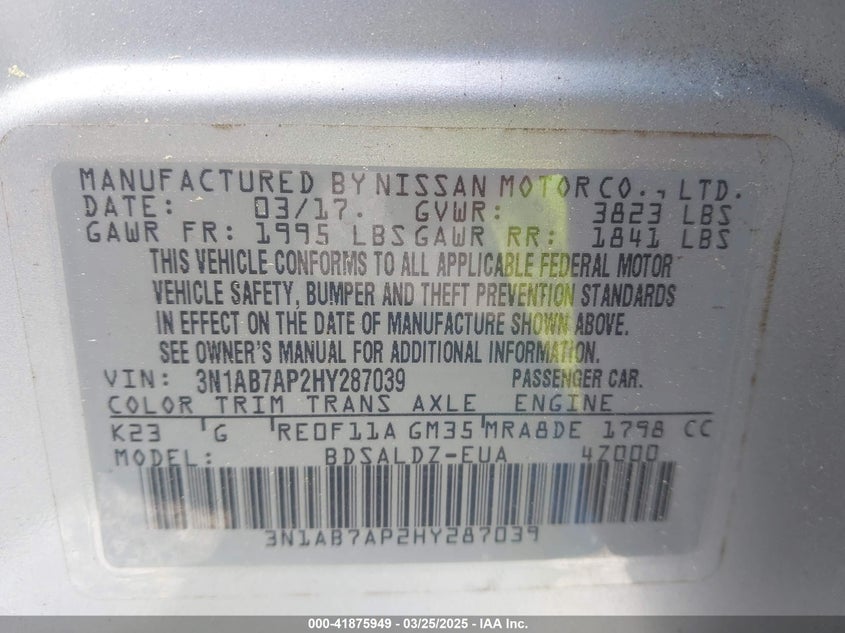 MANUFACTURED BY NISSAN MOTOR CO., LTD.
DATE: 03/17. GVWR: 3823 LBS
GAWR FR: 1995 LBS GAWR RR: 1841 LBS
THIS VEHICLE CONFORMS TO ALL APPLICABLE FEDERAL MOTOR
VEHICLE SAFETY, BUMPER AND THEFT PREVENTION STANDARDS
IN EFFECT ON THE DATE OF MANUFACTURE SHOWN ABOVE.
SEE OWNER'S MANUAL FOR ADDITIONAL INFORMATION.
VIN: 3N1AB7AP2HY287039 PASSENGER CAR.
COLOR TRIM TRANS AXLE ENGINE
K23 G RE0F11A GM35 MRA8DE 1798 CC
MODEL: BDSALDZ-EUA 4Z000
3N1AB7AP2HY287039
000-41875949 - 03/25/2025 - IAA Inc.